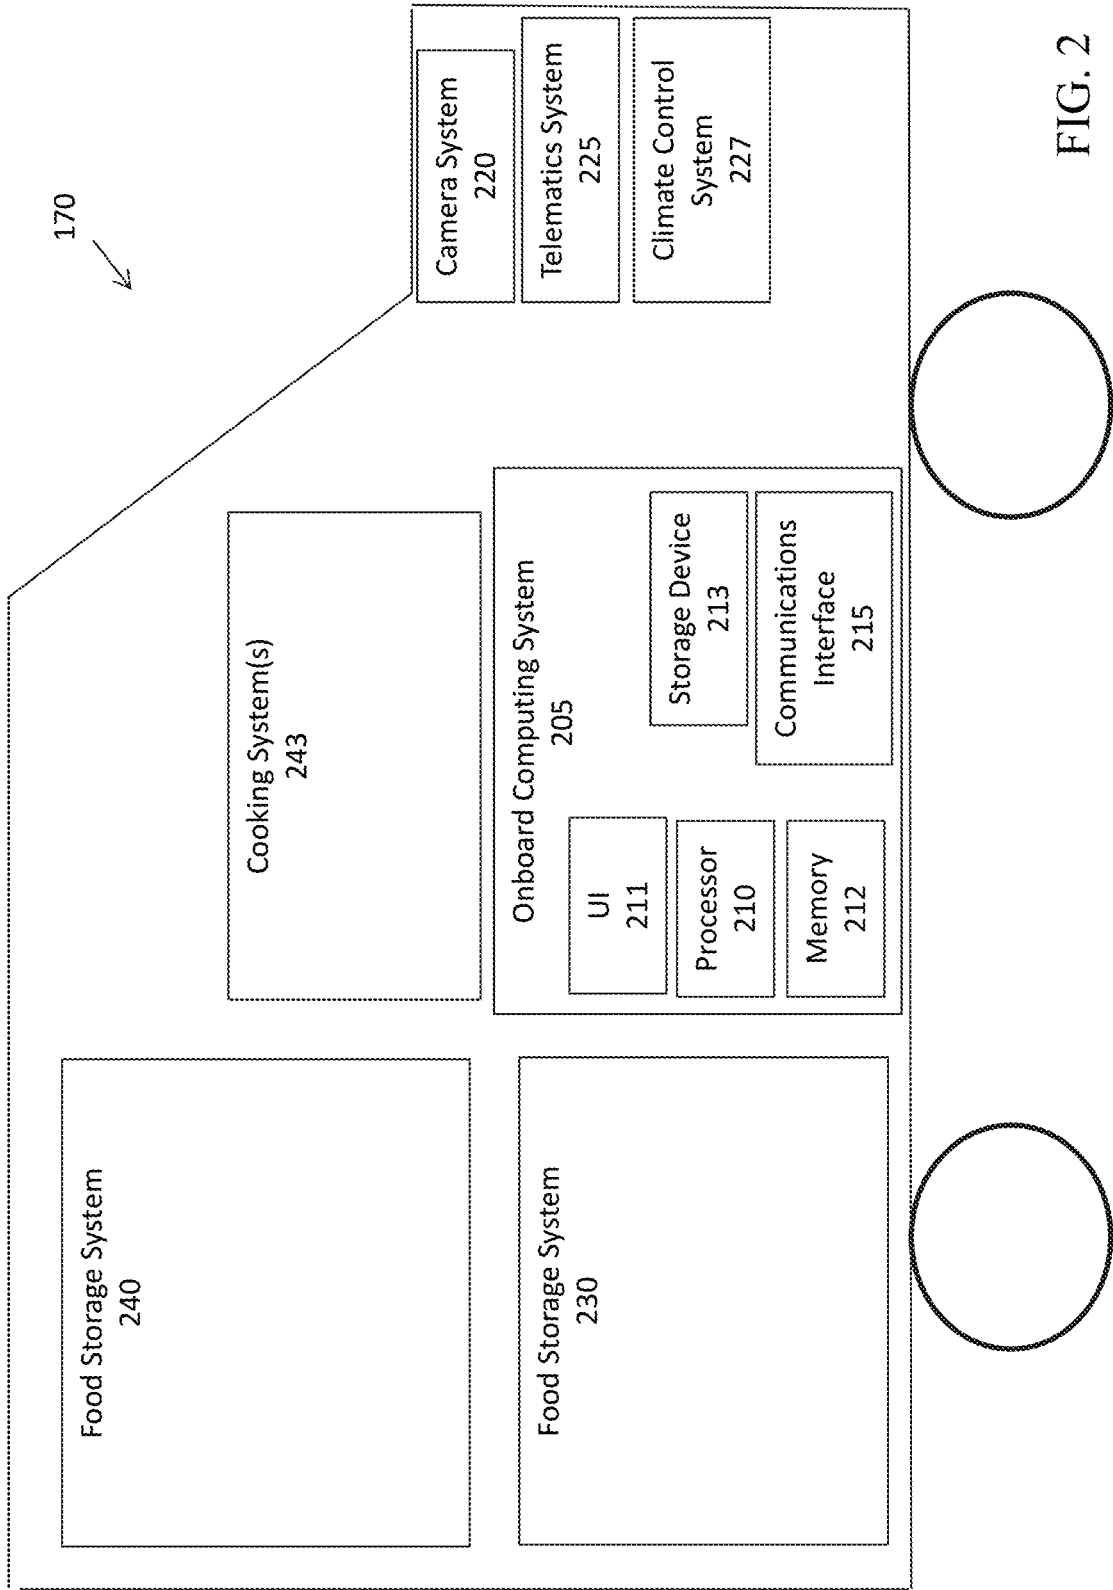 170
Food Storage System
240
Food Storage System
230
Cooking System(s)
243
Onboard Computing System
205
UI
211
Processor
210
Memory
212
Storage Device
213
Communications
Interface
215
Camera System
220
Telematics System
225
Climate Control
System
227
FIG. 2